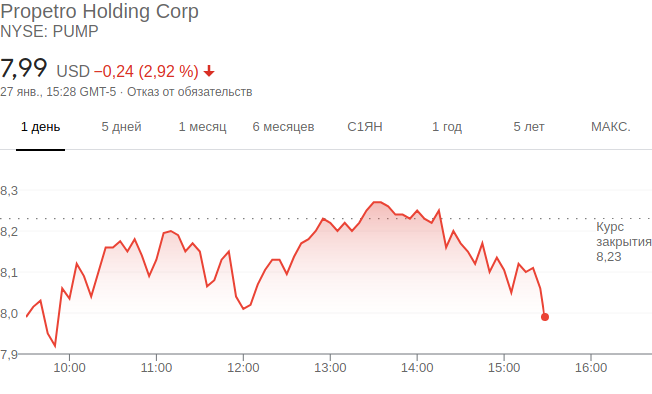 Propetro Holding Corp
NYSE: PUMP
7,99 USD −0,24 (2,92 %)
27 янв., 15:28 GMT-5 · Отказ от обязательств
1 день 5 дней 1 месяц 6 месяцев С1ЯН 1 год 5 лет МАКС.
8,3
8,2
8,1
8,0
7,9
Курс
закрытия
8,23
10:00 11:00 12:00 13:00 14:00 15:00 16:00